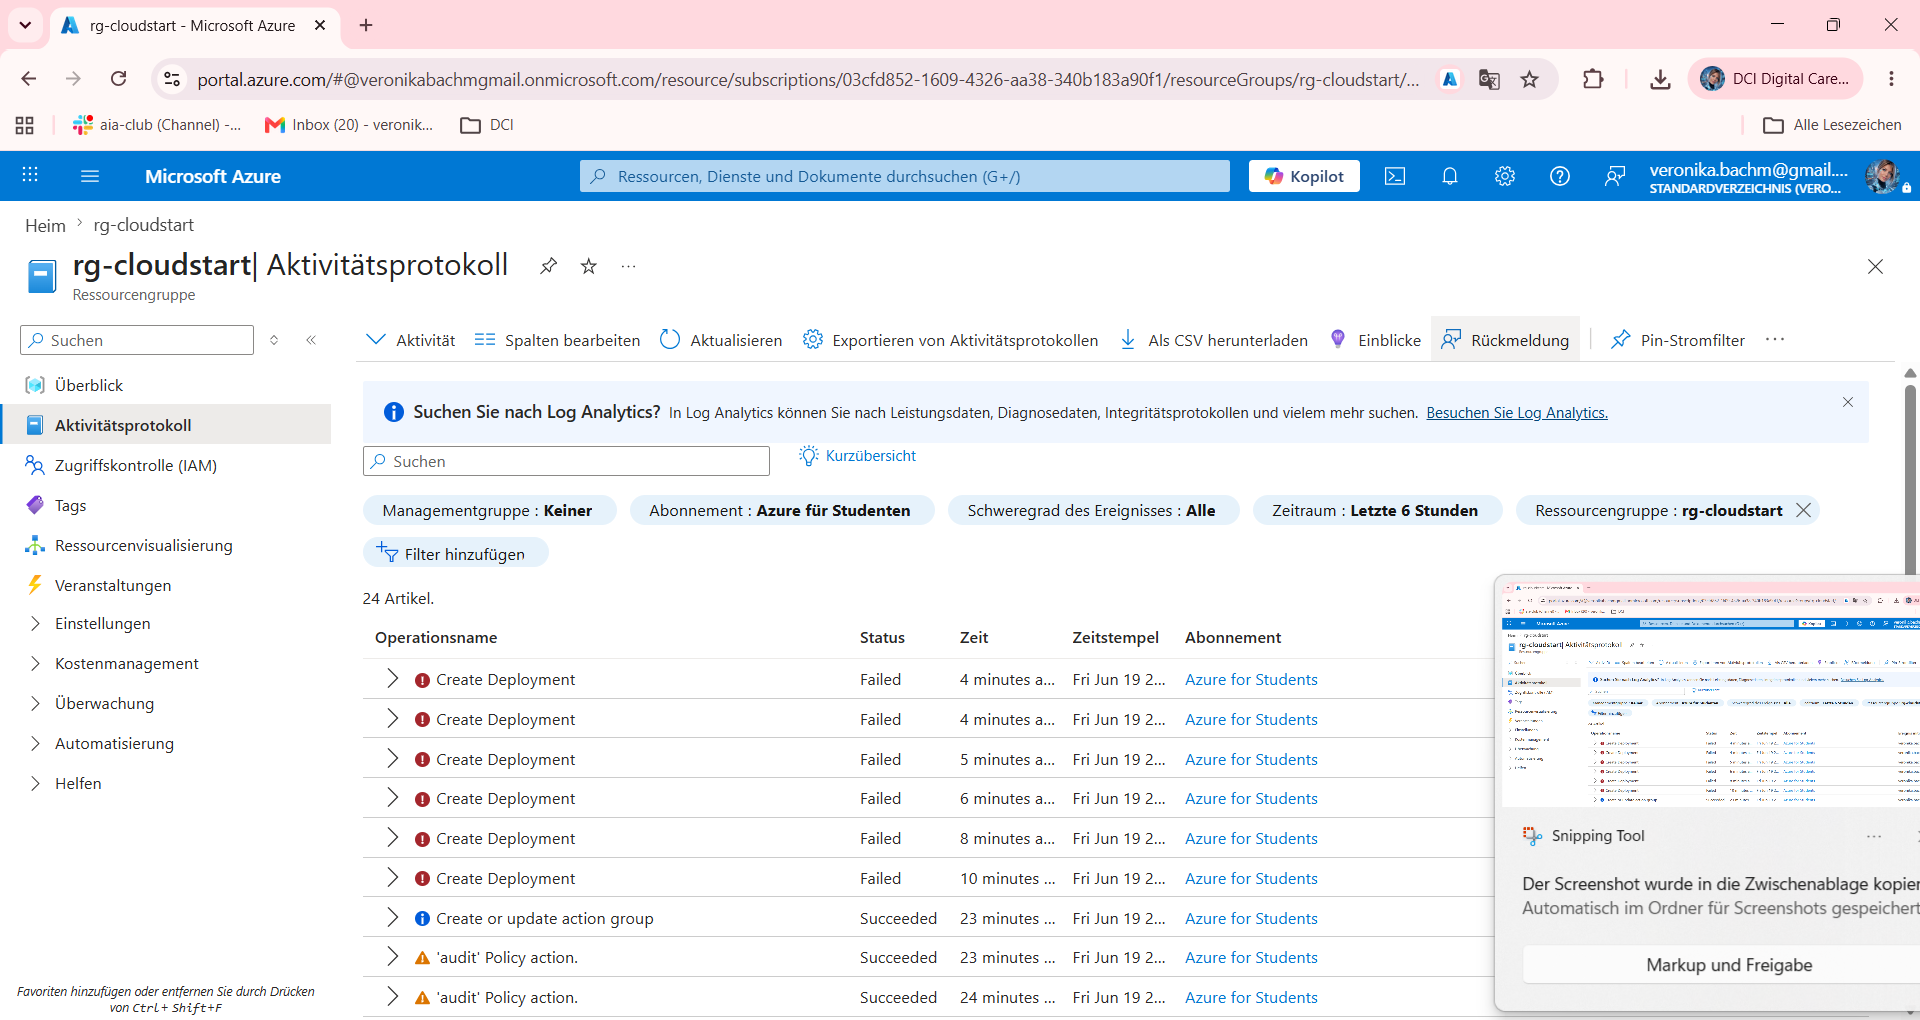 rg-cloudstart - Microsoft Azure
portal.azure.com/#@veronikabachmgmail.onmicrosoft.com/resource/subscriptions/03cfd852-1609-4326-aa38-340b183a90f1/resourceGroups/rg-cloudstart/...
DCI Digital Care...
aia-club (Channel) -...
Inbox (20) - veronik...
DCI
Alle Lesezeichen
Microsoft Azure
Ressourcen, Dienste und Dokumente durchsuchen (G+/)
Kopilot
veronika.bachm@gmail....
STANDARDVERZEICHNIS (VERO...
Heim
rg-cloudstart
rg-cloudstart| Aktivitätsprotokoll
Ressourcengruppe
Suchen
Überblick
Aktivitätsprotokoll
Zugriffskontrolle (IAM)
Tags
Ressourcenvisualisierung
Veranstaltungen
Einstellungen
Kostenmanagement
Überwachung
Automatisierung
Helfen
Favoriten hinzufügen oder entfernen Sie durch Drücken
von Ctrl+Shift+F
Aktivität
Spalten bearbeiten
Aktualisieren
Exportieren von Aktivitätsprotokollen
Als CSV herunterladen
Einblicke
Rückmeldung
Pin-Stromfilter
Suchen Sie nach Log Analytics? In Log Analytics können Sie nach Leistungsdaten, Diagnosedaten, Integritätsprotokollen und vielem mehr suchen. Besuchen Sie Log Analytics.
Suchen
Kurzübersicht
Managementgruppe : Keiner
Abonnement : Azure für Studenten
Schweregrad des Ereignisses : Alle
Zeitraum : Letzte 6 Stunden
Ressourcengruppe : rg-cloudstart
Filter hinzufügen
24 Artikel.
Operationsname Status Zeit Zeitstempel Abonnement
Create Deployment Failed 4 minutes a... Fri Jun 19 2... Azure for Students
Create Deployment Failed 4 minutes a... Fri Jun 19 2... Azure for Students
Create Deployment Failed 5 minutes a... Fri Jun 19 2... Azure for Students
Create Deployment Failed 6 minutes a... Fri Jun 19 2... Azure for Students
Create Deployment Failed 8 minutes a... Fri Jun 19 2... Azure for Students
Create Deployment Failed 10 minutes ... Fri Jun 19 2... Azure for Students
Create or update action group Succeeded 23 minutes ... Fri Jun 19 2... Azure for Students
'audit' Policy action. Succeeded 23 minutes ... Fri Jun 19 2... Azure for Students
'audit' Policy action. Succeeded 24 minutes ... Fri Jun 19 2... Azure for Students
Snipping Tool
Der Screenshot wurde in die Zwischenablage kopier
Automatisch im Ordner für Screenshots gespeichert
Markup und Freigabe